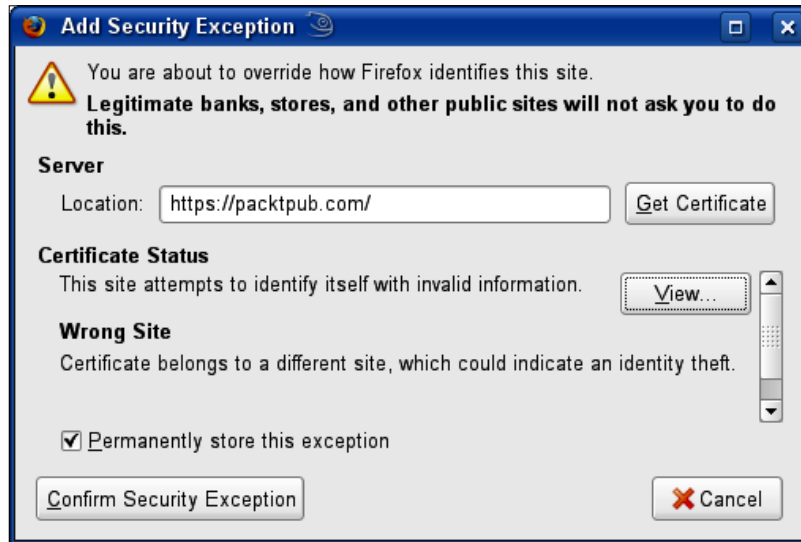 Add Security Exception
You are about to override how Firefox identifies this site.
Legitimate banks, stores, and other public sites will not ask you to do
this.
Server
Location: https://packtpub.com/ Get Certificate
Certificate Status
This site attempts to identify itself with invalid information. View...
Wrong Site
Certificate belongs to a different site, which could indicate an identity theft.
Permanently store this exception
Confirm Security Exception Cancel